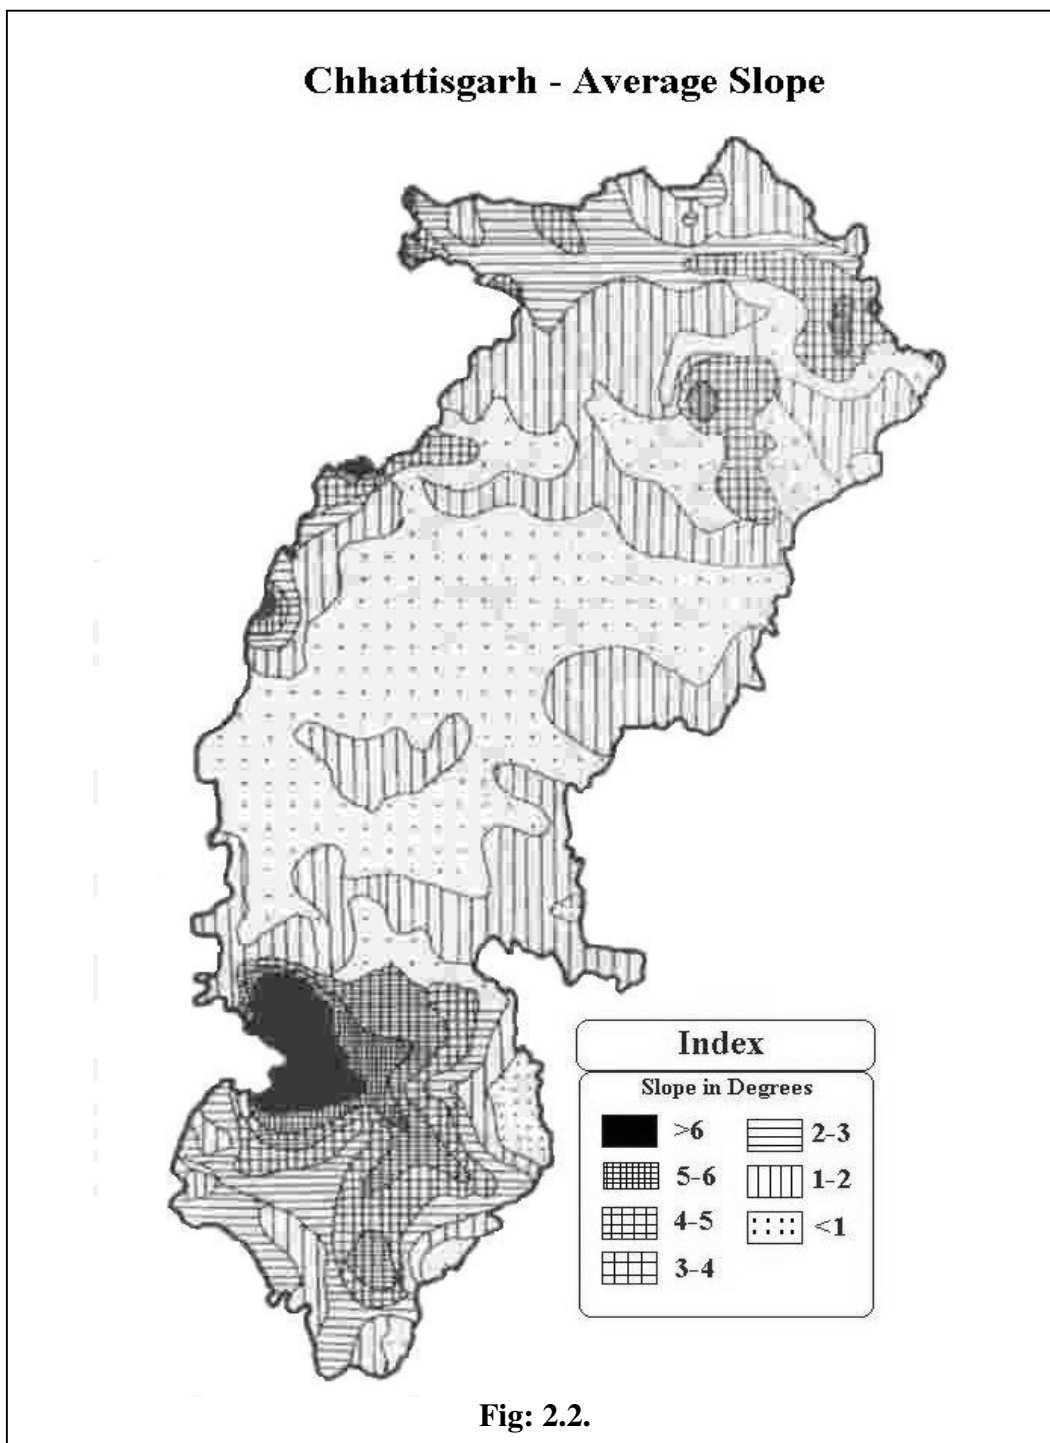 Chhattisgarh - Average Slope
Index
Slope in Degrees
>6
5-6
4-5
3-4
2-3
1-2
<1
Fig: 2.2.